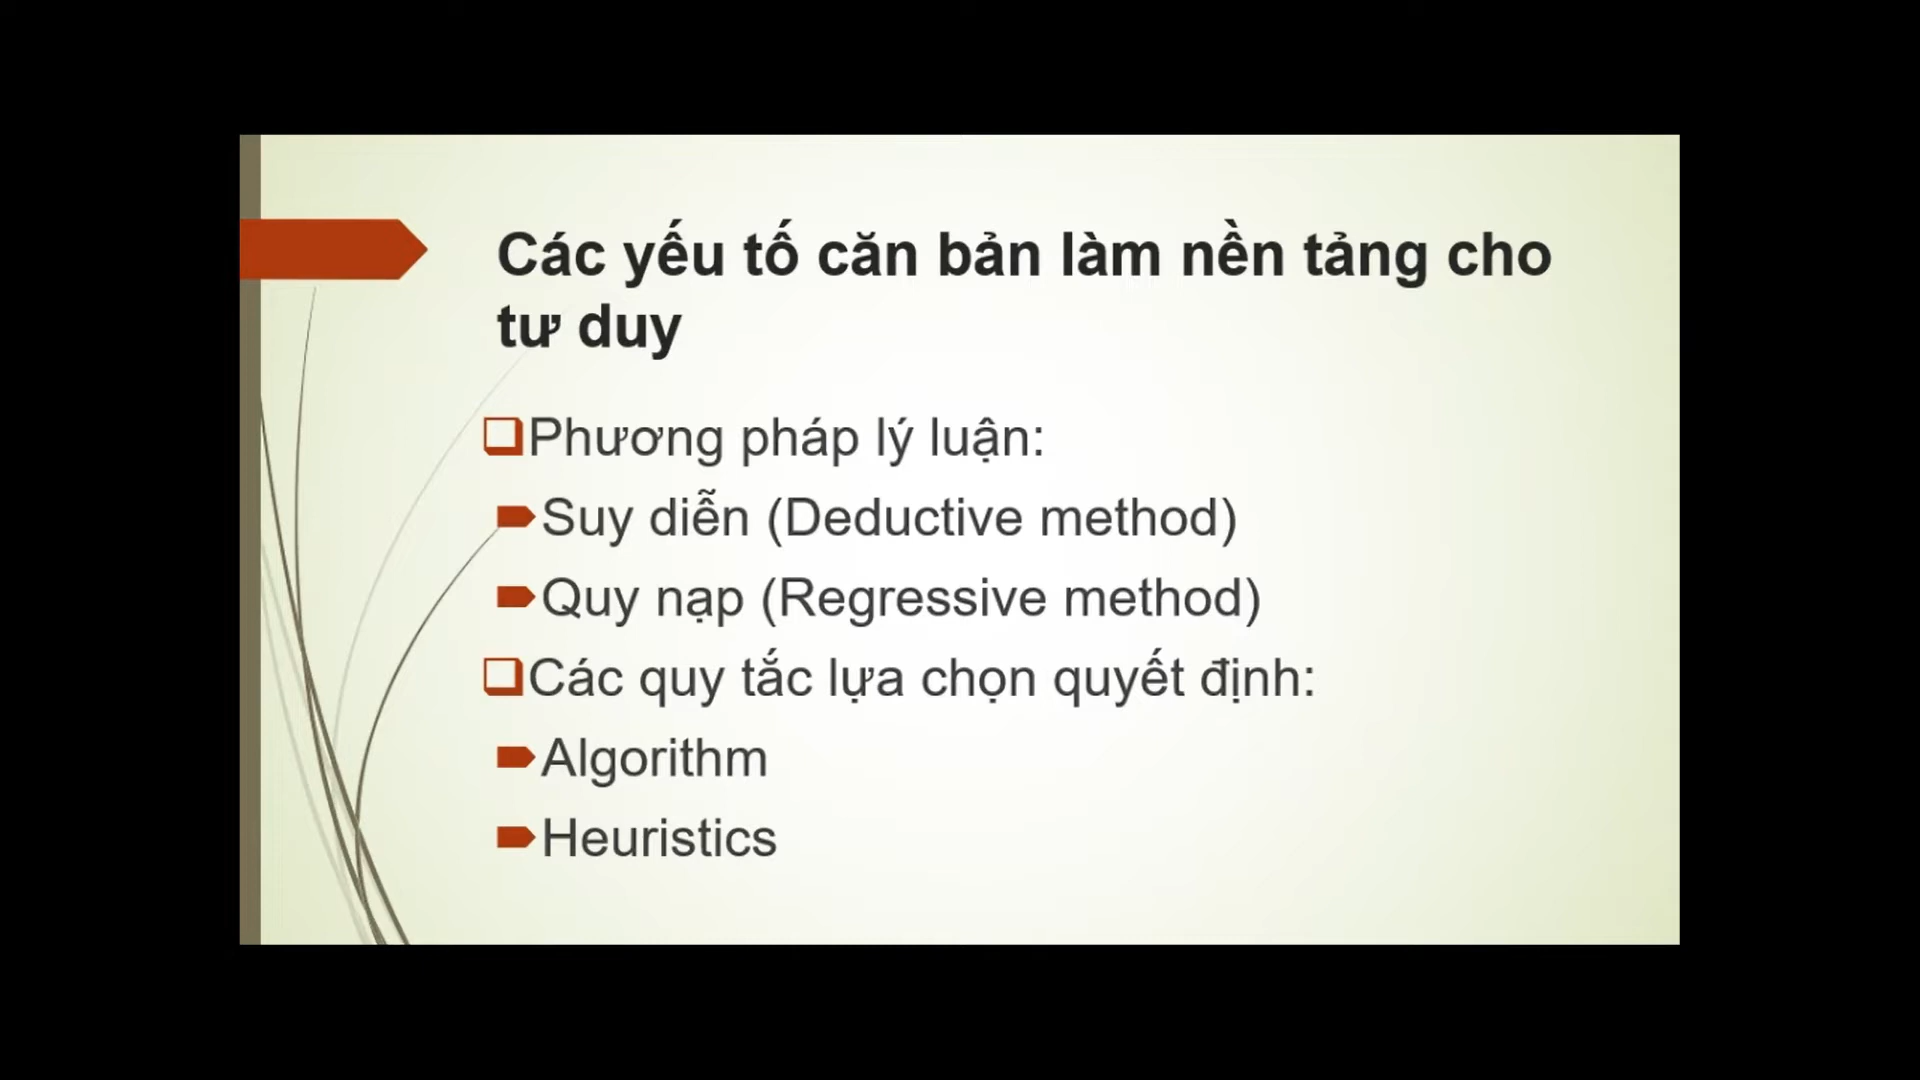 Các yếu tố căn bản làm nền tảng cho
tư duy
Phương pháp lý luận:
Suy diễn (Deductive method)
Quy nạp (Regressive method)
Các quy tắc lựa chọn quyết định:
Algorithm
Heuristics